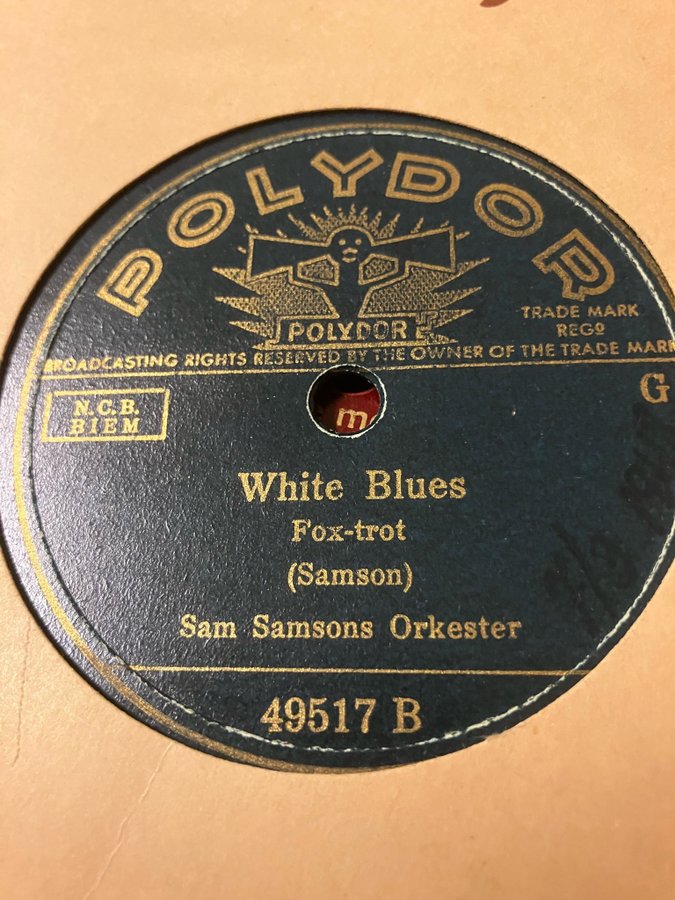 POLYDOR
POLYDOR
TRADE MARK
REGD
BROADCASTING RIGHTS RESERVED BY THE OWNER OF THE TRADE MARK
N.C.B.
BIEM
G
m
White Blues
Fox-trot
(Samson)
Sam Samsons Orkester
49517 B